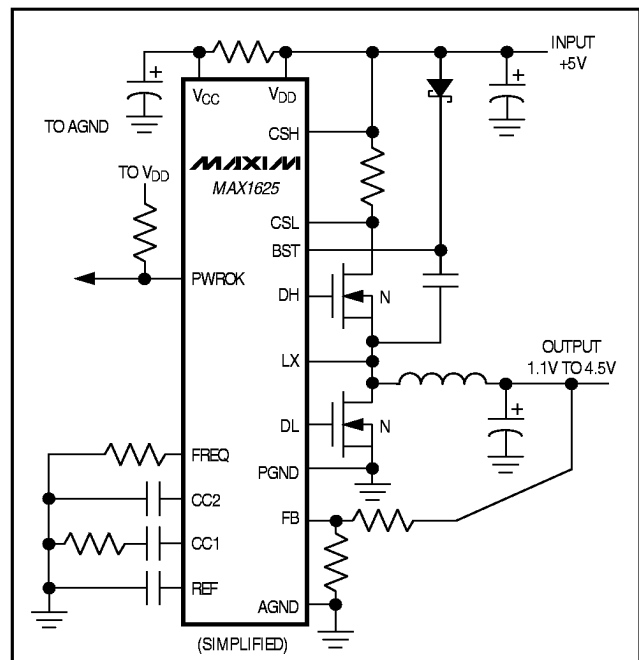 INPUT
+5V
+
+
VCC
VDD
TO AGND
CSH
MAXIM
MAX1625
TO VDD
CSL
BST
PWROK
DH
N
LX
OUTPUT
1.1V TO 4.5V
+
DL
N
FREQ
PGND
CC2
FB
CC1
REF
AGND
(SIMPLIFIED)